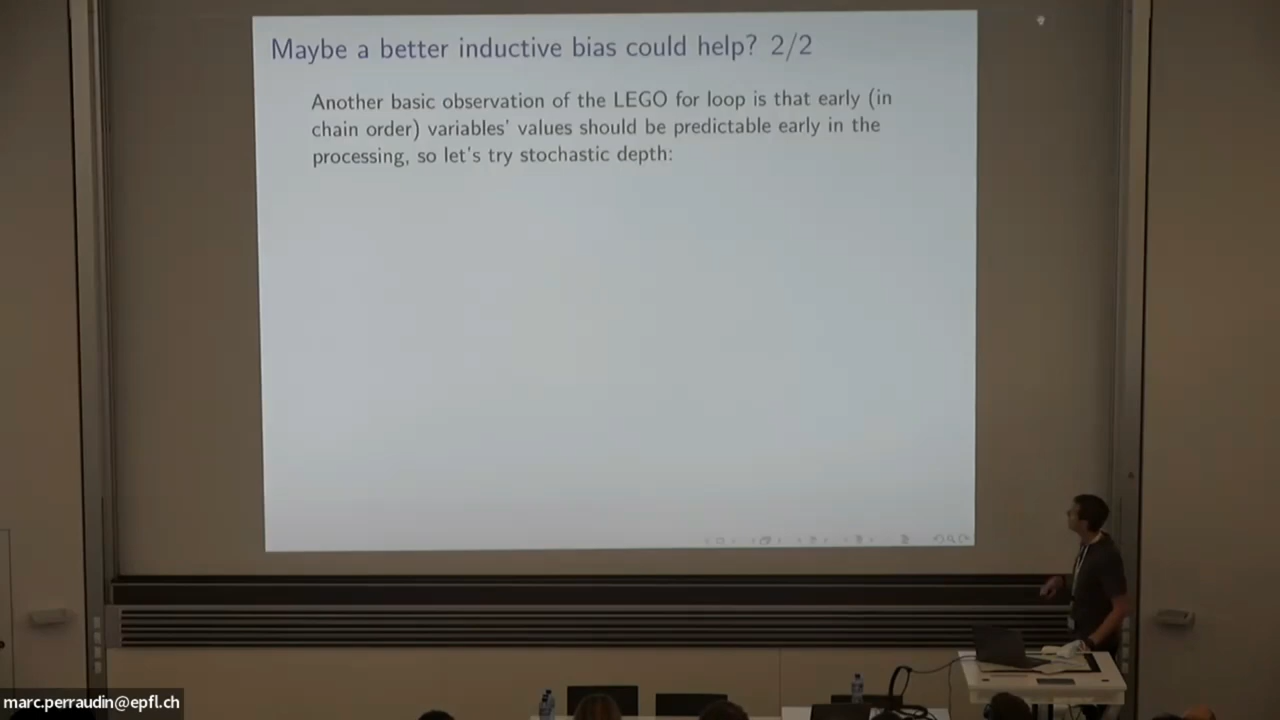 Maybe a better inductive bias could help? 2/2
Another basic observation of the LEGO for loop is that early (in
chain order) variables' values should be predictable early in the
processing, so let's try stochastic depth:
marc.perraudin@epfl.ch